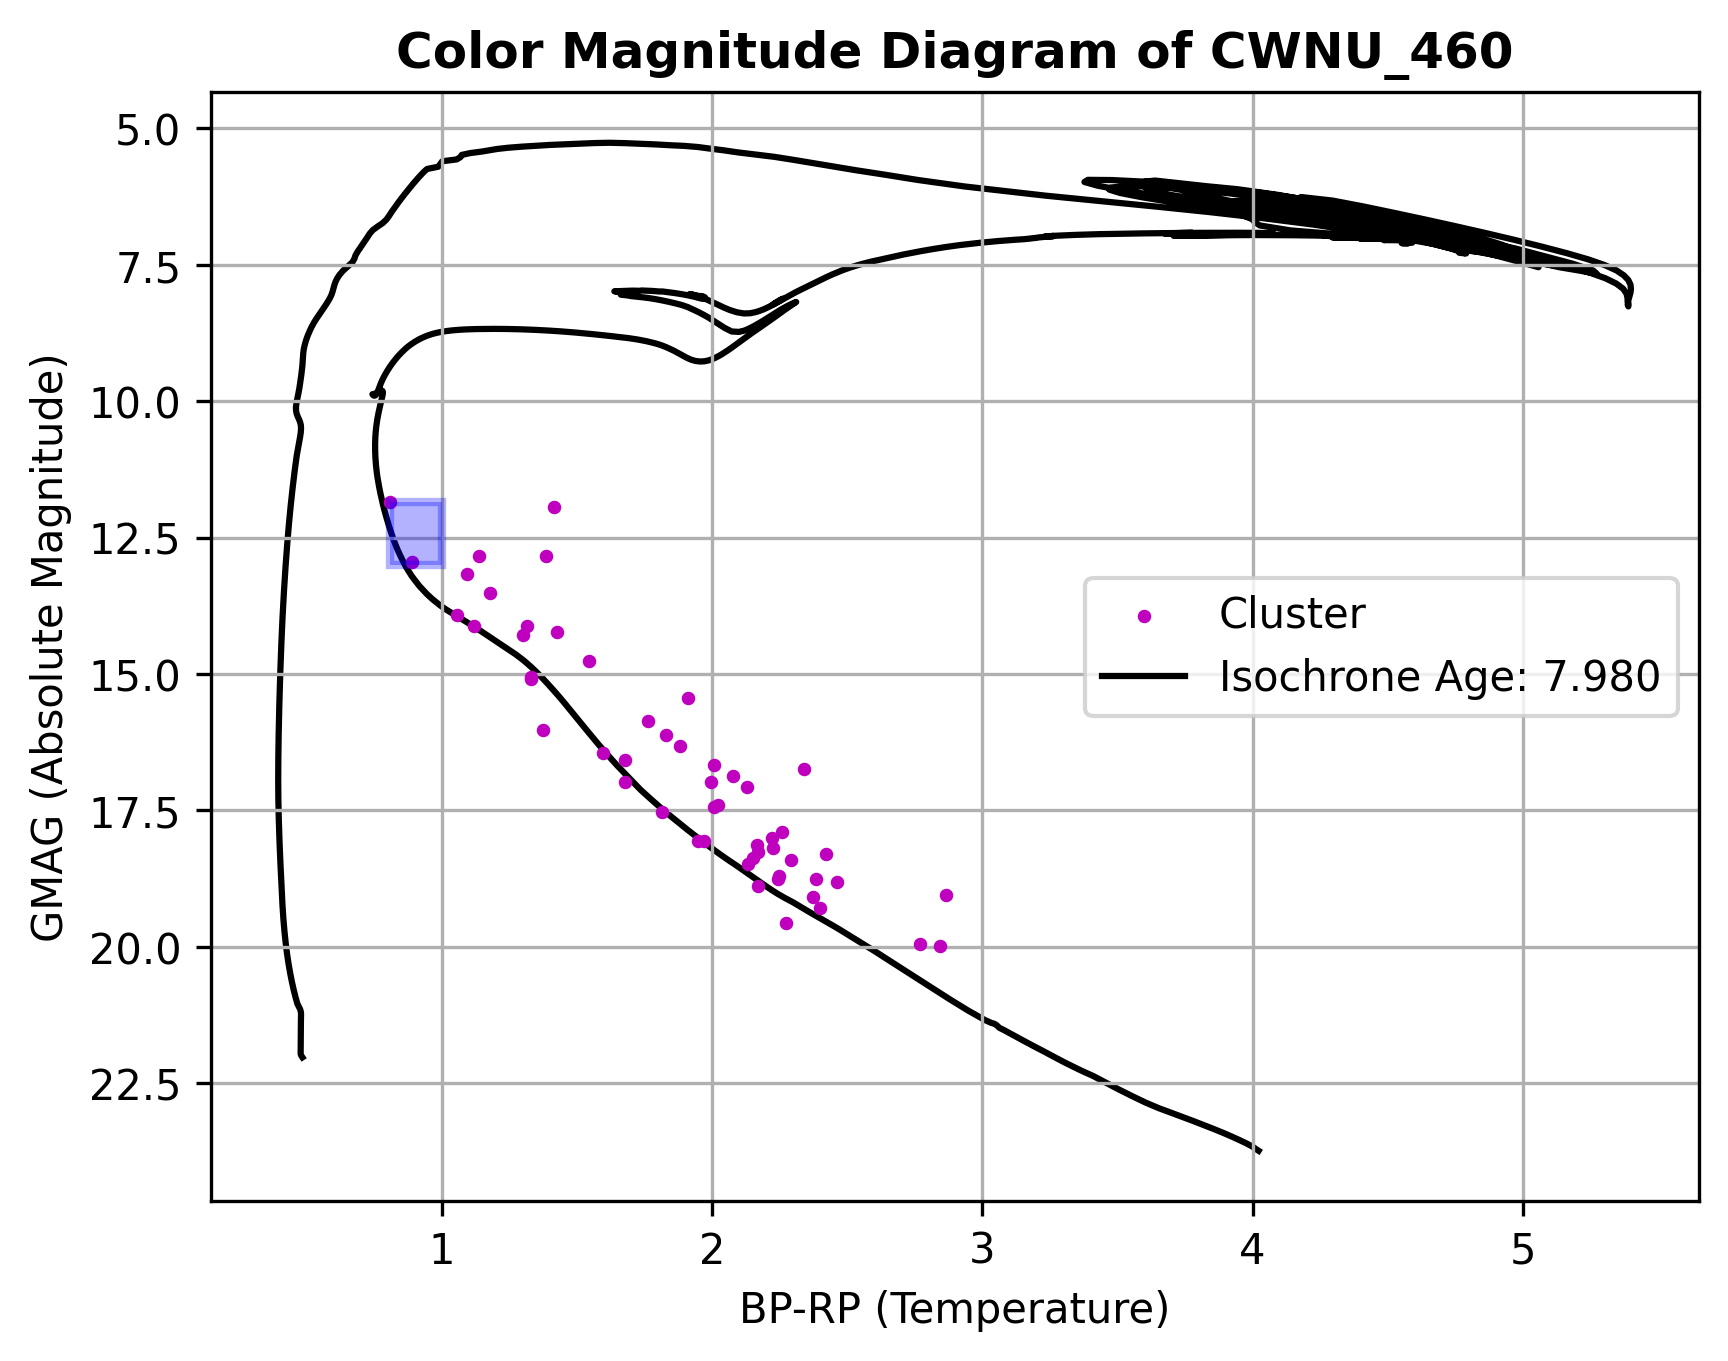 Color Magnitude Diagram of CWNU_460
GMAG (Absolute Magnitude)
5.0
7.5
10.0
12.5
15.0
17.5
20.0
22.5
Cluster
Isochrone Age: 7.980
1 2 3 4 5
BP-RP (Temperature)